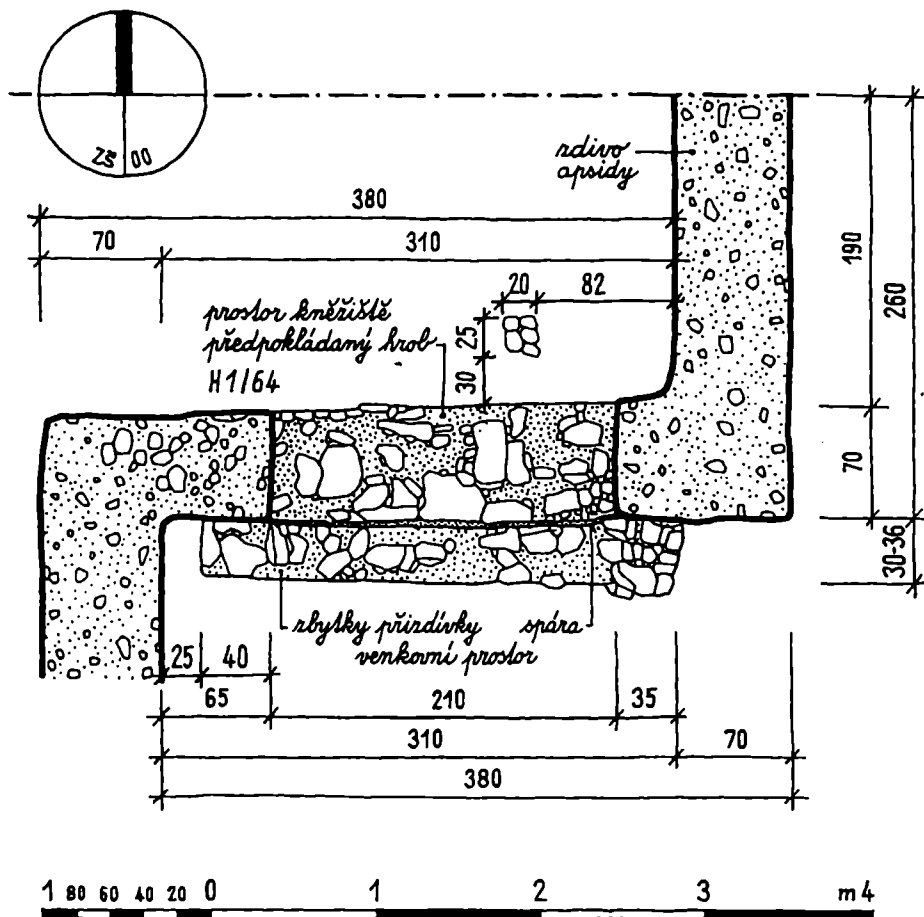 ZŠ 00
zdivo
apsidy
380
70 310
190
260
20 82
prostor kněžiště
předpokládaný hrob
H1/64
25
30
70
30-36
zbytky přizdívky spára
venkovní prostor
25 40
65 210 35
310 70
380
1 80 60 40 20 0 1 2 3 m4